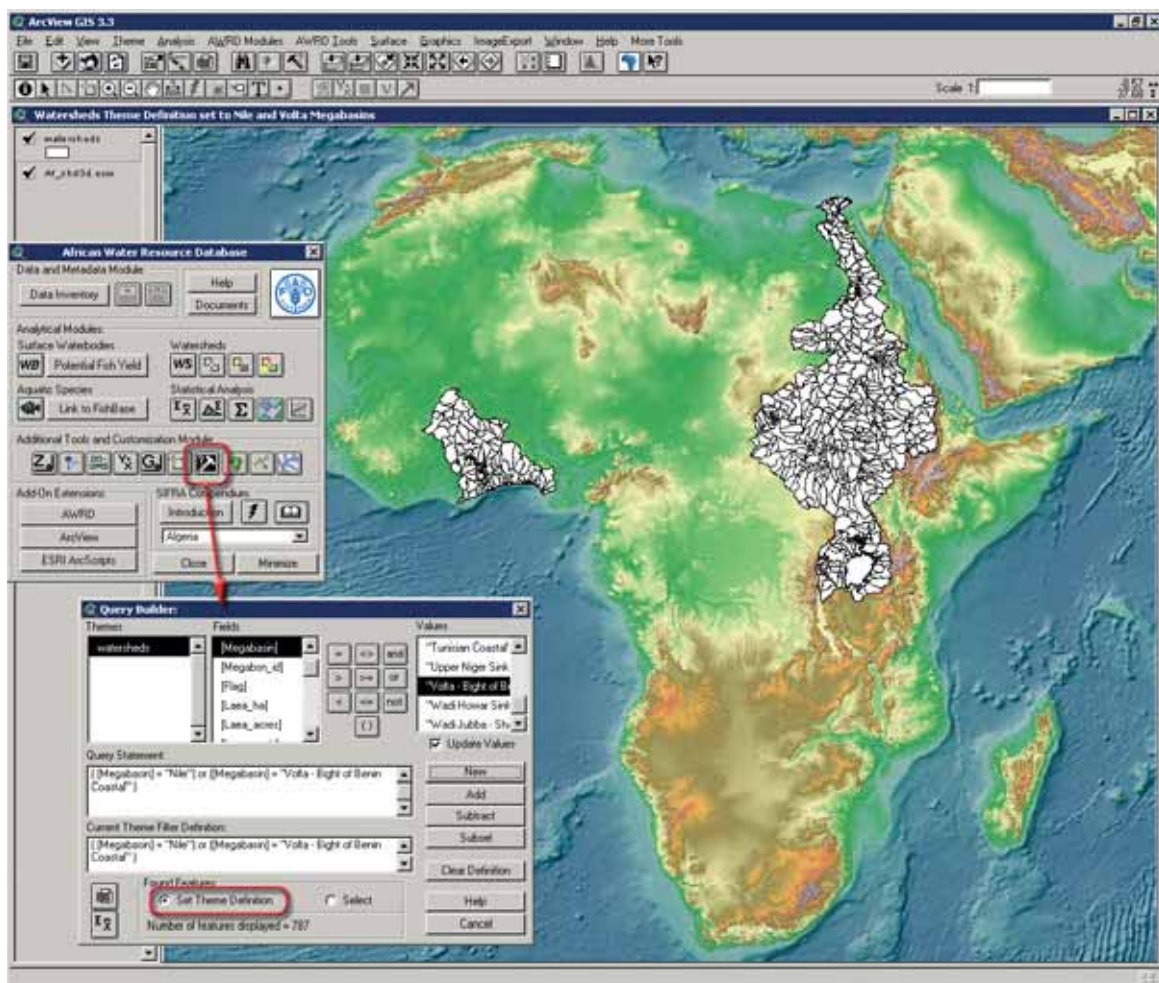 ArcView GIS 3.3
File Edit View Theme Analysis AWRD Modules AWRD Tools Surface Graphics ImageExport Window Help More Tools
Scale 1:
Watersheds Theme Definition set to Nile and Volta Megabasins
watersheds
African Water Resource Database
Data and Metadata Module
Data Inventory
Help
Documents
Analytical Modules:
Surface Waterbodies
Watersheds
WB
Potential Fish Yield
WS
Aquatic Species
Statistical Analysis
Link to FishBase
Additional Tools and Customisation Module
Add-On Extensions
SIFRA Compendium
AWRD
Introduction
ArcView
Algeria
ESRI ArcScripts
Close
Minimize
Query Builder:
Themes
Fields
Values
watersheds
[Megabasin]
[Megabsn_id]
[Flag]
[Laea_ha]
[Laea_acres]
= <> and
> >= or
< <= not
( )
"Tunisian Coastal"
"Upper Niger Sink
"Volta - Bight of Be
"Wadi Howar Sink
"Wadi Jubba - She
Update Values
Query Statement:
( [Megabasin] = "Nile") or ([Megabasin] = "Volta - Bight of Benin
Coastal" )
New
Add
Subtract
Subset
Current Theme Filter Definition:
( [Megabasin] = "Nile") or ([Megabasin] = "Volta - Bight of Benin
Coastal" )
Clear Definition
Found Features
Set Theme Definition
Select
Help
Number of features displayed = 787
Cancel